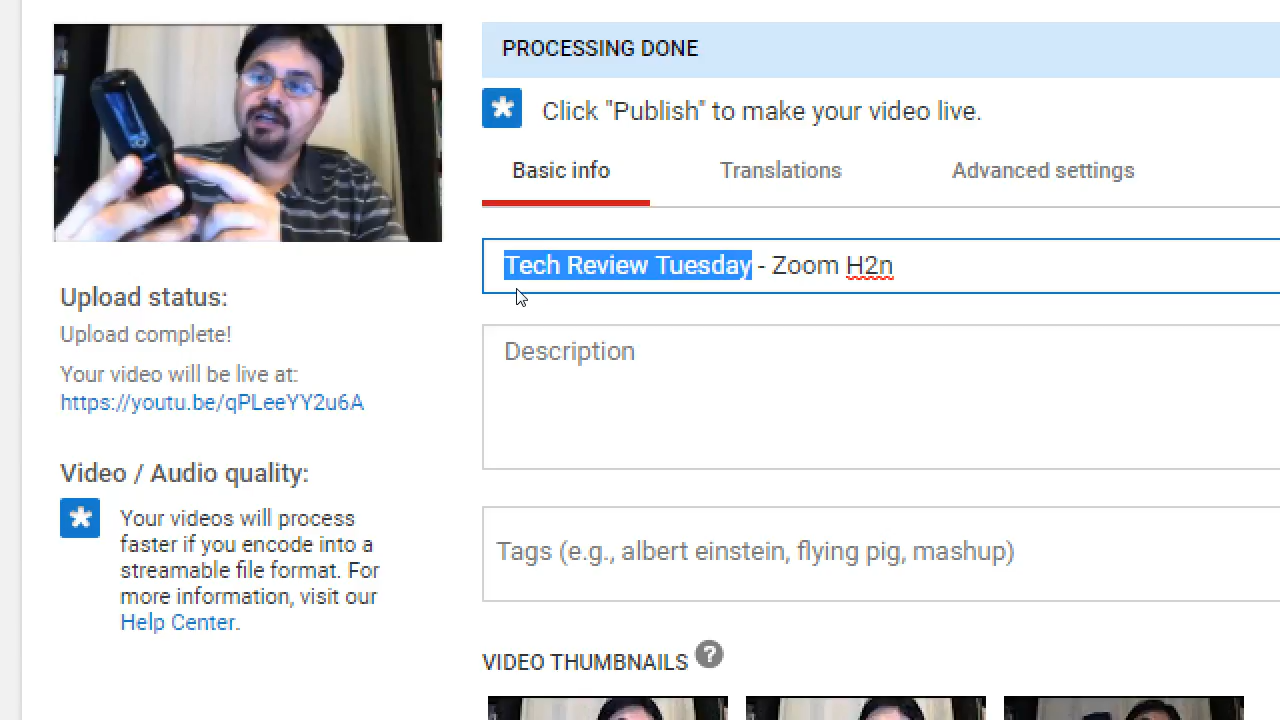 PROCESSING DONE
Click "Publish" to make your video live.
Basic info
Translations
Advanced settings
Tech Review Tuesday - Zoom H2n
Description
Tags (e.g., albert einstein, flying pig, mashup)
VIDEO THUMBNAILS ?
Upload status:
Upload complete!
Your video will be live at:
https://youtu.be/qPLeeYY2u6A
Video / Audio quality:
Your videos will process
faster if you encode into a
streamable file format. For
more information, visit our
Help Center.